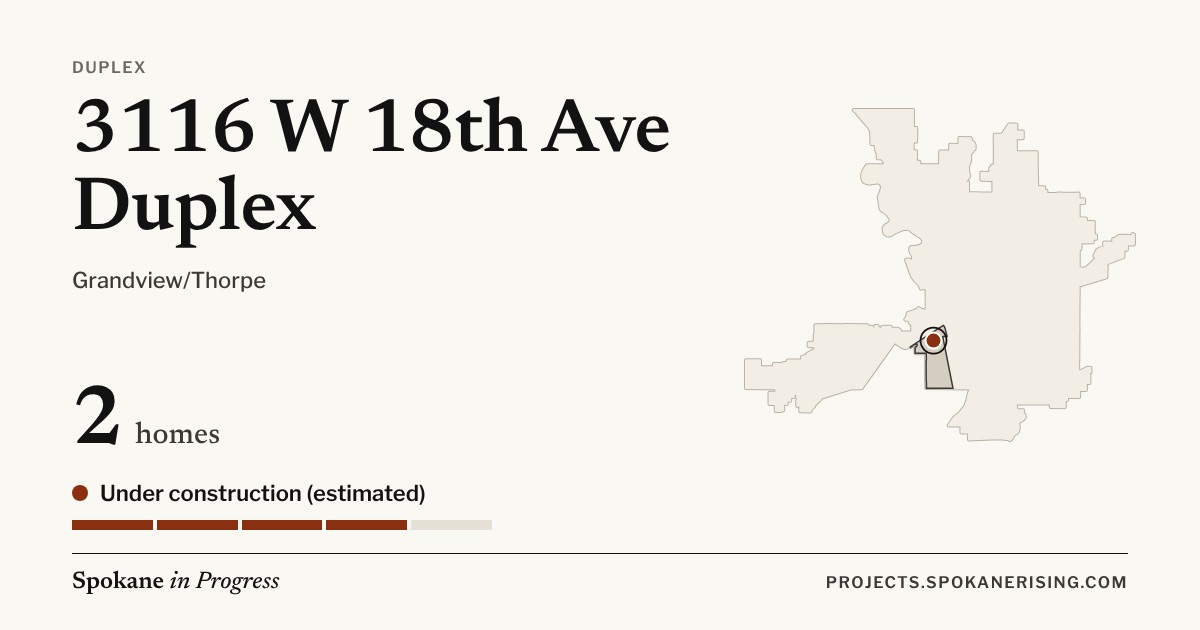 DUPLEX
3116 W 18th Ave
Duplex
Grandview/Thorpe
2 homes
Under construction (estimated)
Spokane in Progress
PROJECTS.SPOKANERISING.COM